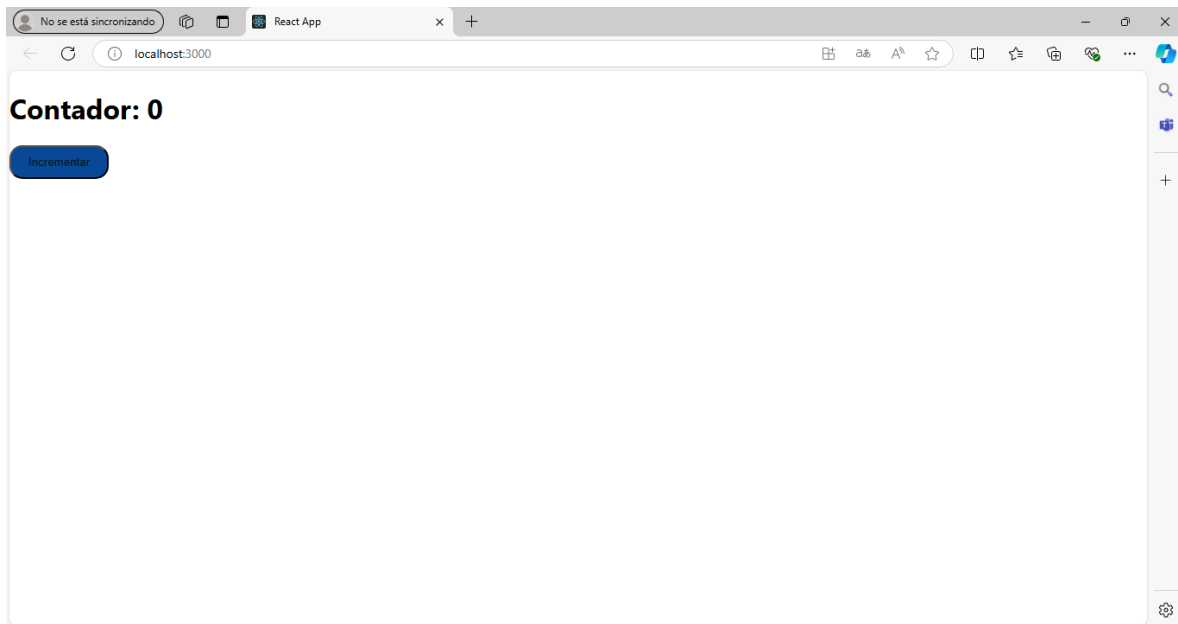 No se está sincronizando
React App
localhost:3000
Contador: 0
Incrementar